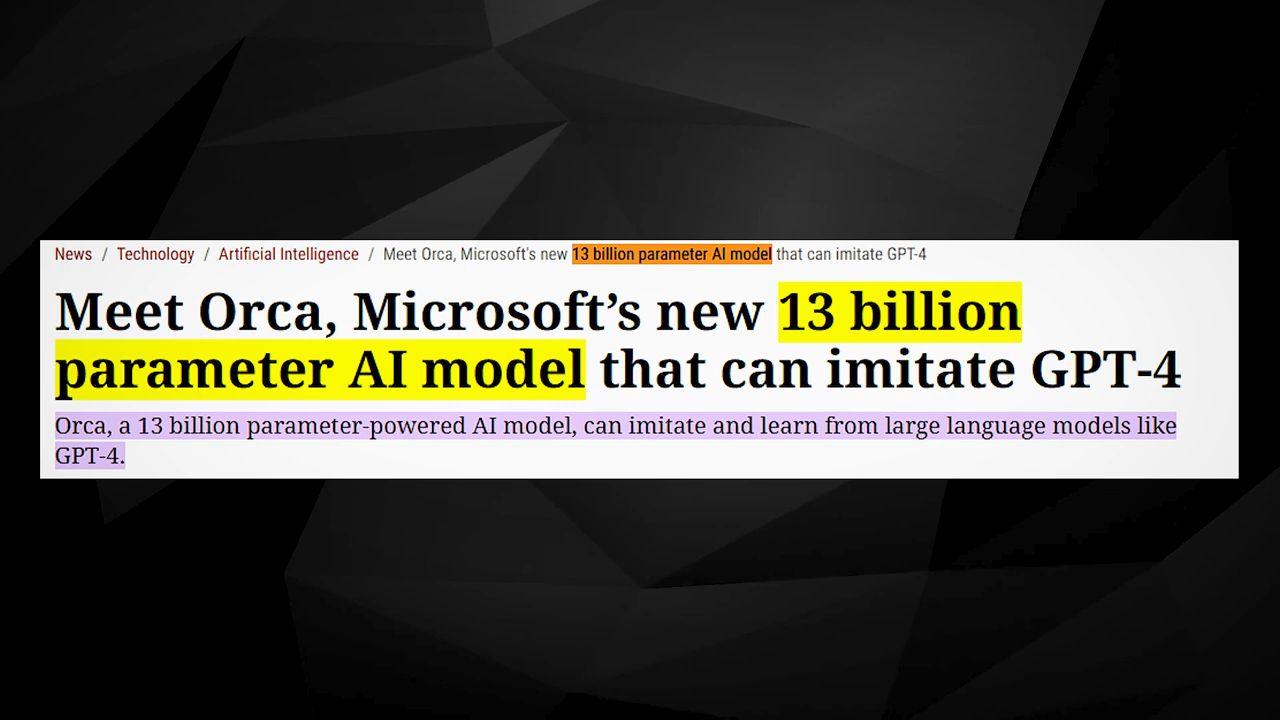 News / Technology / Artificial Intelligence / Meet Orca, Microsoft's new 13 billion parameter AI model that can imitate GPT-4
Meet Orca, Microsoft’s new 13 billion
parameter AI model that can imitate GPT-4
Orca, a 13 billion parameter-powered AI model, can imitate and learn from large language models like
GPT-4.